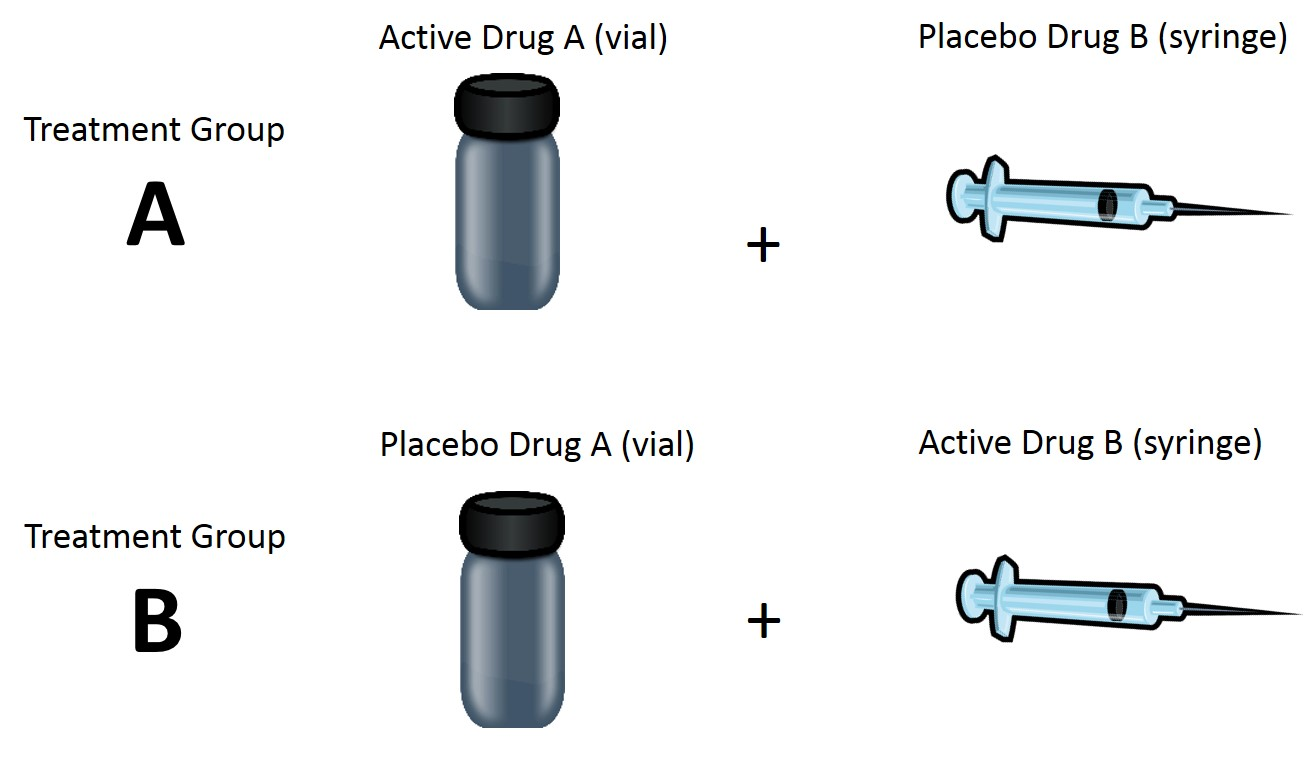 Active Drug A (vial)
Placebo Drug B (syringe)
Treatment Group
A
+
Placebo Drug A (vial)
Active Drug B (syringe)
Treatment Group
B
+